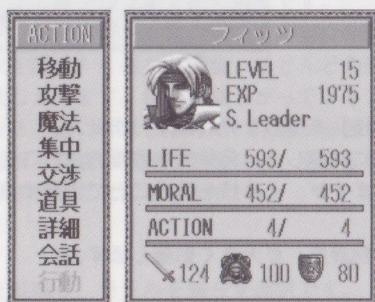 ACTION
移動
攻撃
魔法
集中
交渉
道具
詳細
会話
行動
フィッツ
LEVEL 15
EXP 1975
S.Leader
LIFE 593/ 593
MORAL 452/ 452
ACTION 4/ 4
124 100 80